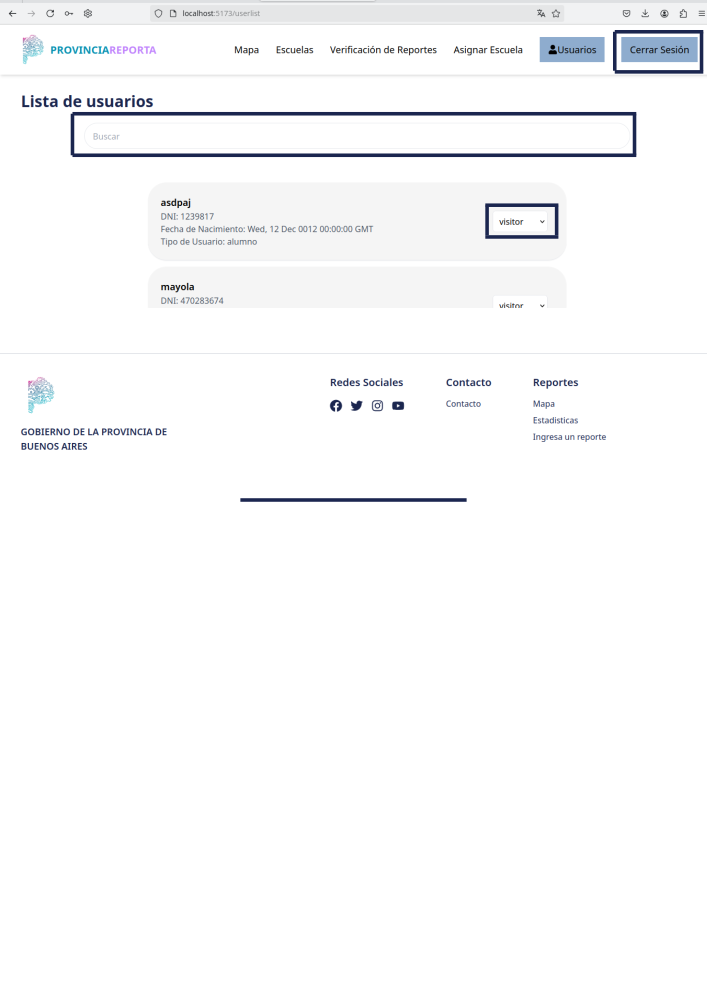 localhost:5173/userlist
PROVINCIAREPORTA
Mapa
Escuelas
Verificación de Reportes
Asignar Escuela
Usuarios
Cerrar Sesión
Lista de usuarios
Buscar
asdpaj
DNI: 1239817
Fecha de Nacimiento: Wed, 12 Dec 0012 00:00:00 GMT
Tipo de Usuario: alumno
visitor
mayola
DNI: 470283674
visitor
GOBIERNO DE LA PROVINCIA DE
BUENOS AIRES
Redes Sociales
Contacto
Contacto
Reportes
Mapa
Estadisticas
Ingresa un reporte